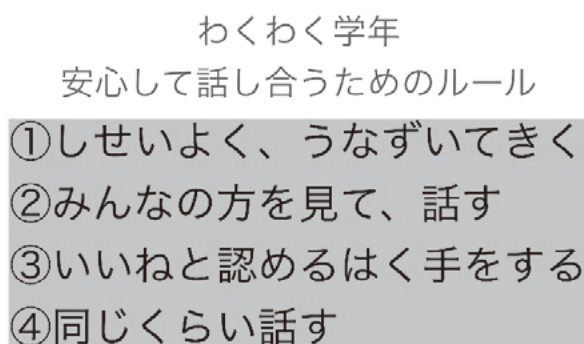 わくわく学年
安心して話し合うためのルール
①しせいよく、うなずいてきく
②みんなの方を見て、話す
③いいねと認めるはく手をする
④同じくらい話す